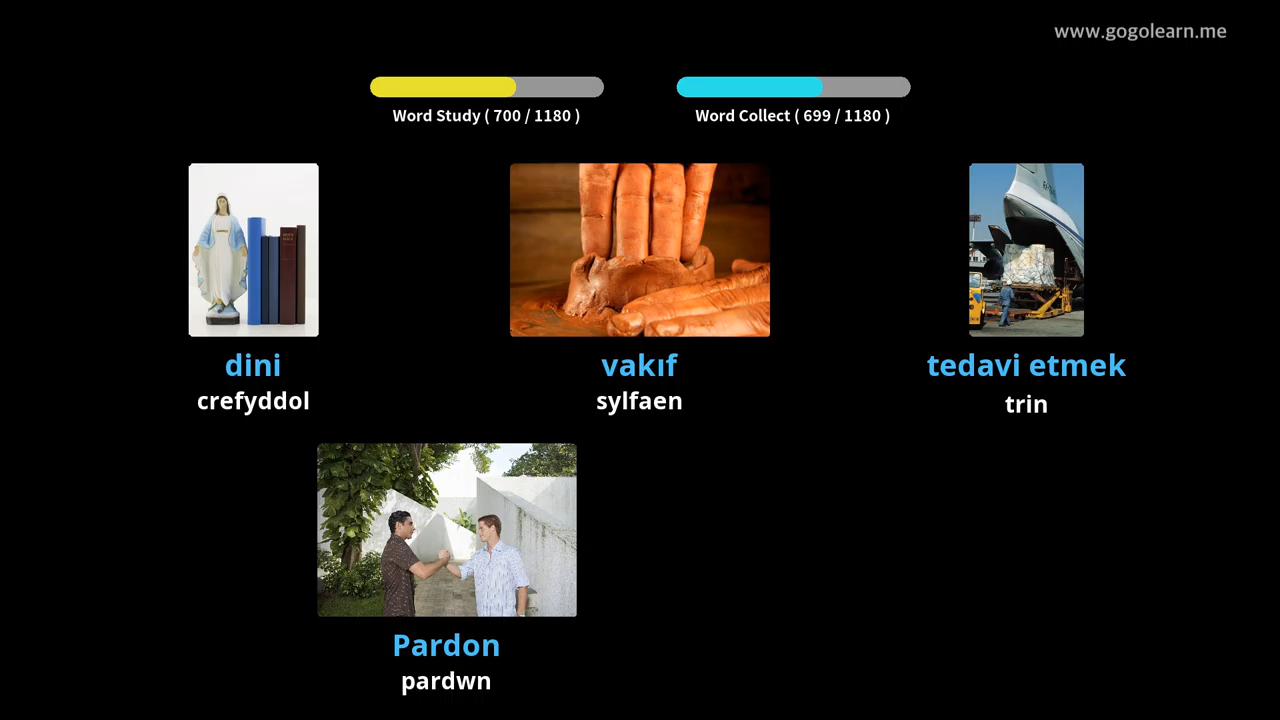 www.gogolearn.me
Word Study ( 700 / 1180 )
Word Collect ( 699 / 1180 )
dini
crefyddol
vakıf
sylfaen
tedavi etmek
trin
Pardon
pardwn